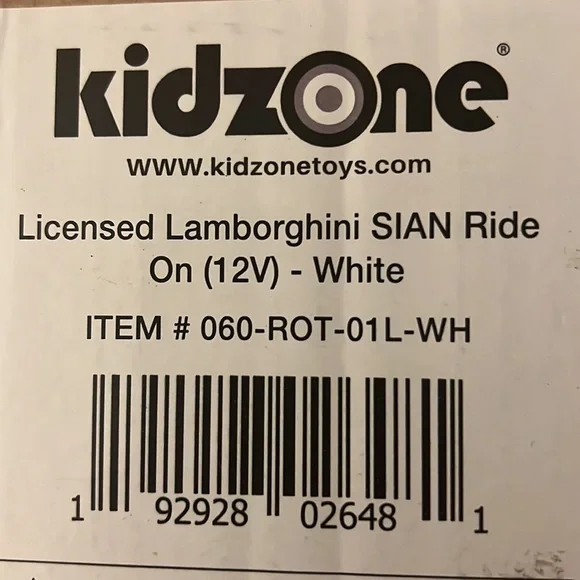 kidzone®
www.kidzonetoys.com
Licensed Lamborghini SIAN Ride
On (12V) - White
ITEM # 060-ROT-01L-WH
1 92928 02648 1